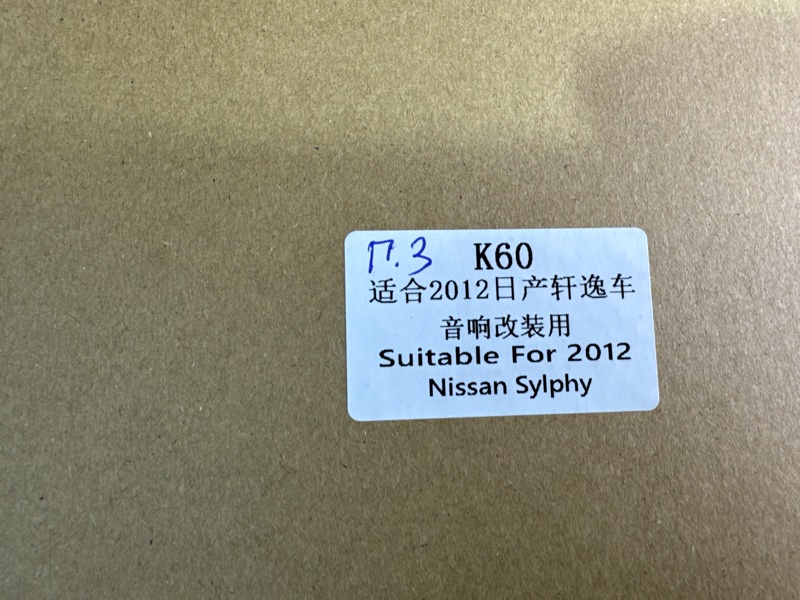 п.3 K60
适合2012日产轩逸车
音响改装用
Suitable For 2012
Nissan Sylphy